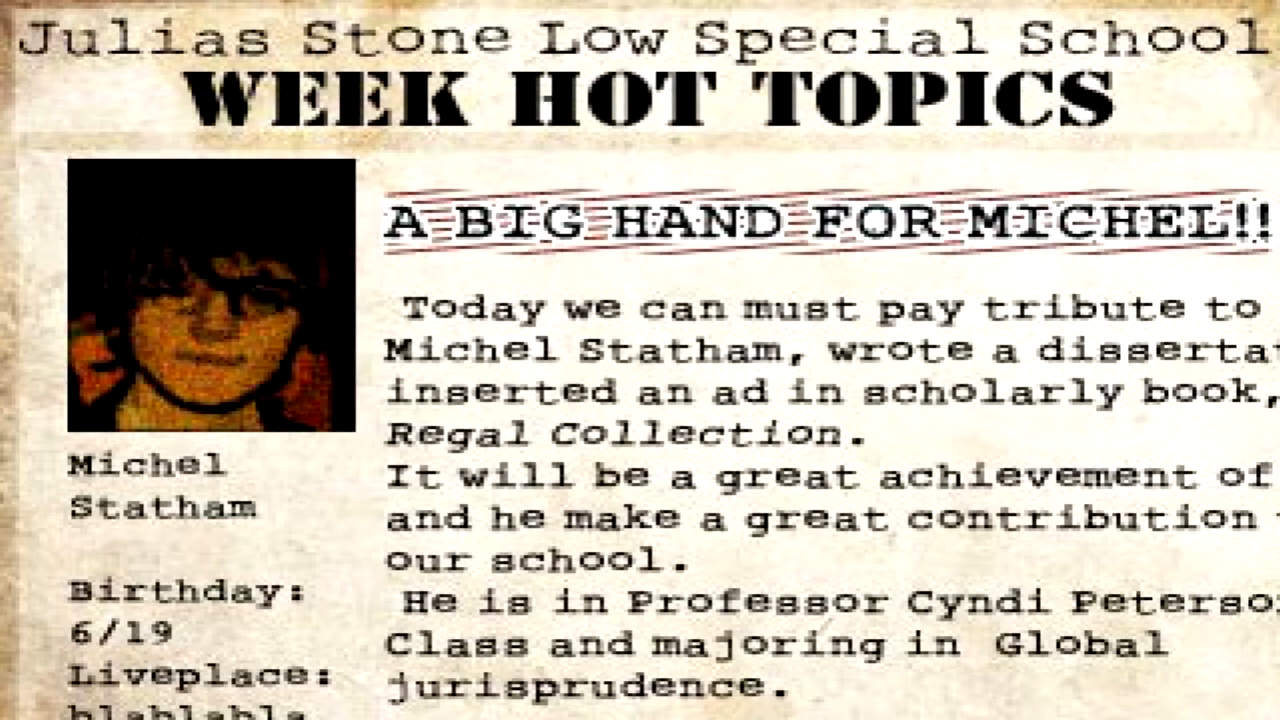 Julias Stone Low Special School
WEEK HOT TOPICS
A BIG HAND FOR MICHEL!!
Today we can must pay tribute to
Michel Statham, wrote a dissertat
inserted an ad in scholarly book,
Regal Collection.
It will be a great achievement of
and he make a great contribution
our school.
He is in Professor Cyndi Peterso
Class and majoring in Global
jurisprudence.
Michel
Statham
Birthday:
6/19
Liveplace:
blablabla